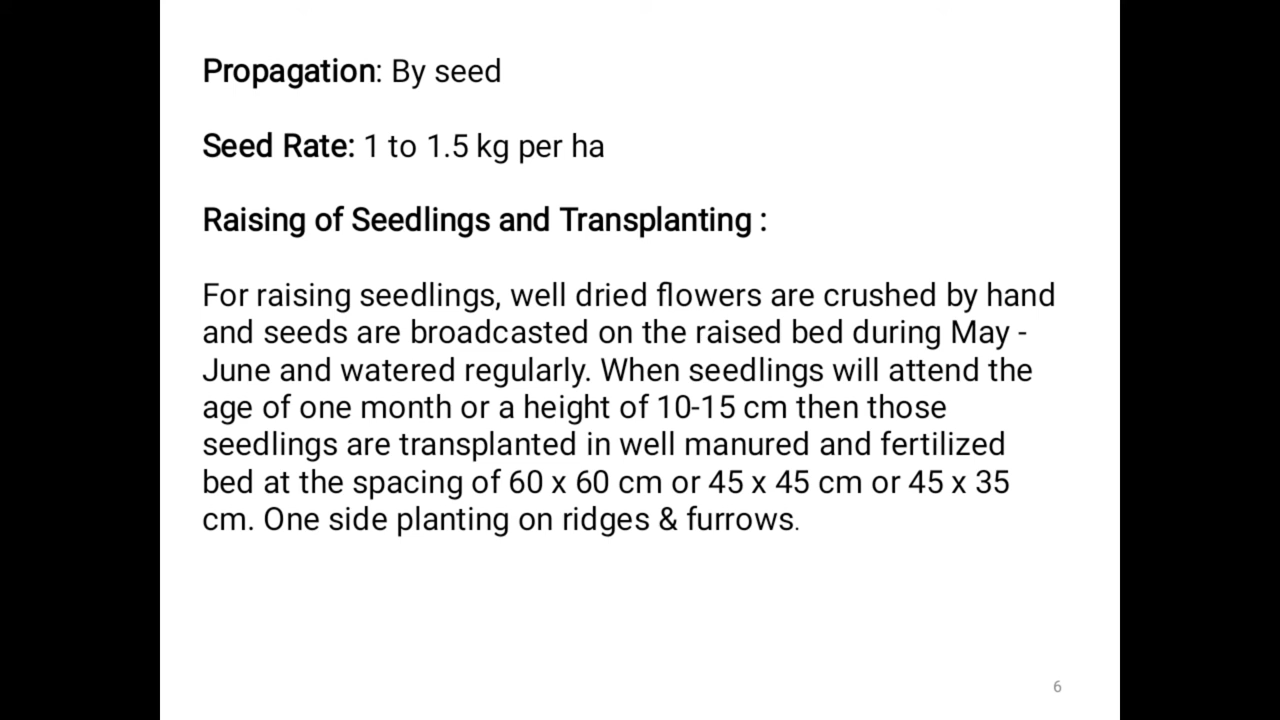 Propagation: By seed
Seed Rate: 1 to 1.5 kg per ha
Raising of Seedlings and Transplanting :
For raising seedlings, well dried flowers are crushed by hand
and seeds are broadcasted on the raised bed during May -
June and watered regularly. When seedlings will attend the
age of one month or a height of 10-15 cm then those
seedlings are transplanted in well manured and fertilized
bed at the spacing of 60 x 60 cm or 45 x 45 cm or 45 x 35
cm. One side planting on ridges & furrows.
6